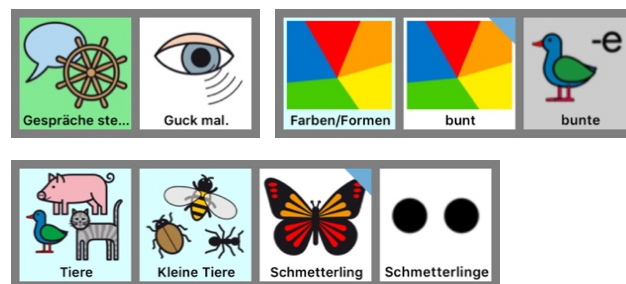 Gespräche ste... Guck mal. Farben/Formen bunt -e bunte
Tiere Kleine Tiere Schmetterling Schmetterlinge